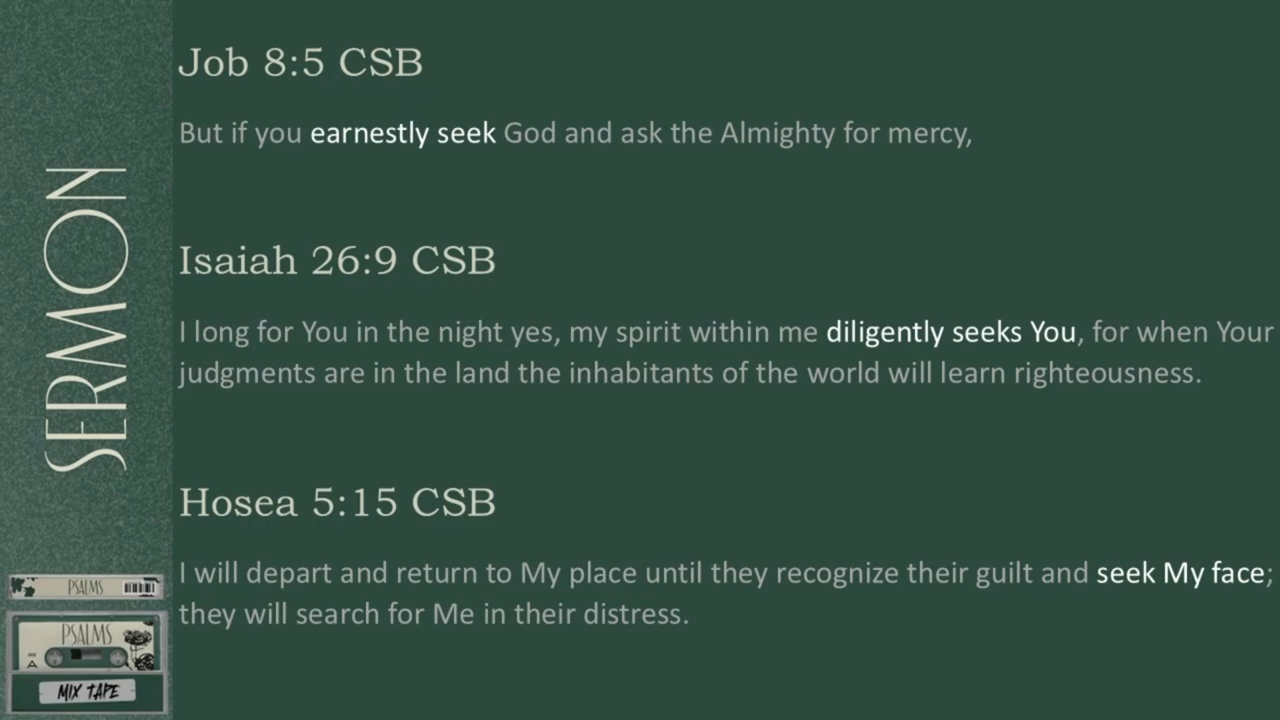 SERMON
Job 8:5 CSB
But if you earnestly seek God and ask the Almighty for mercy,
Isaiah 26:9 CSB
I long for You in the night yes, my spirit within me diligently seeks You, for when Your
judgments are in the land the inhabitants of the world will learn righteousness.
Hosea 5:15 CSB
I will depart and return to My place until they recognize their guilt and seek My face;
they will search for Me in their distress.
PSALMS
PSALMS
A
MIX TAPE